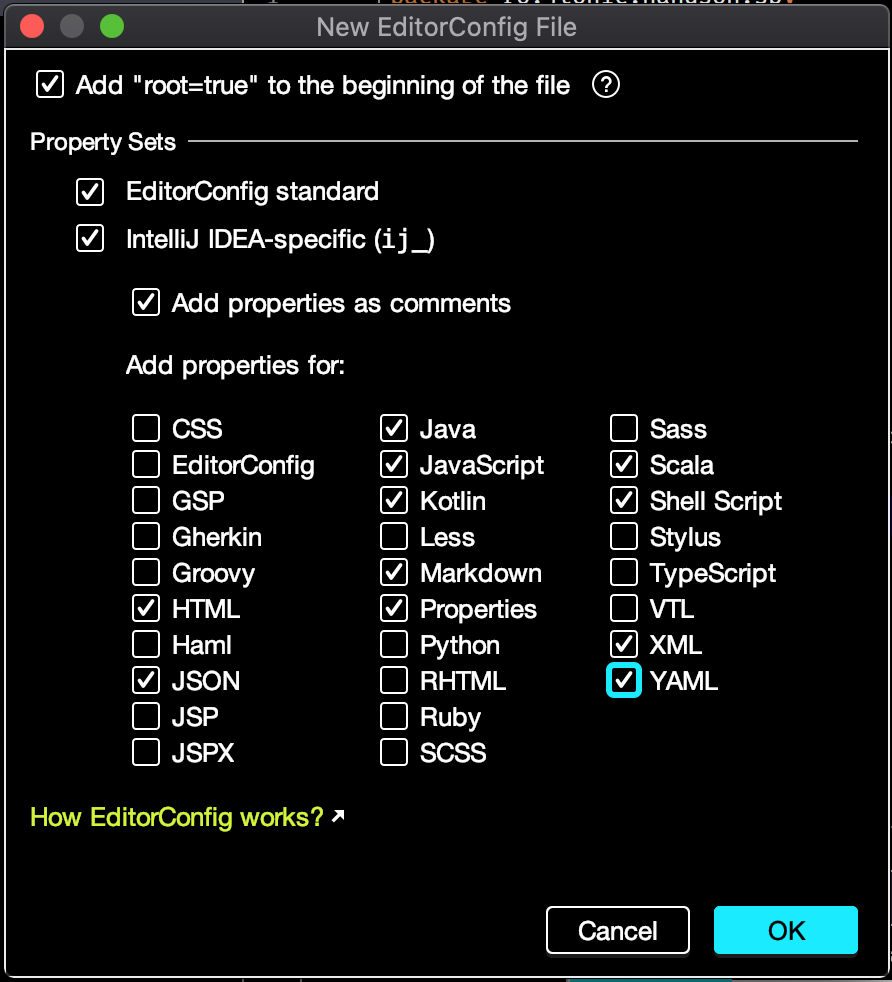 New EditorConfig File
Add "root=true" to the beginning of the file ?
Property Sets
EditorConfig standard
IntelliJ IDEA-specific (ij_)
Add properties as comments
Add properties for:
CSS Java Sass
EditorConfig JavaScript Scala
GSP Kotlin Shell Script
Gherkin Less Stylus
Groovy Markdown TypeScript
HTML Properties VTL
Haml Python XML
JSON RHTML YAML
JSP Ruby
JSPX SCSS
How EditorConfig works?
Cancel OK